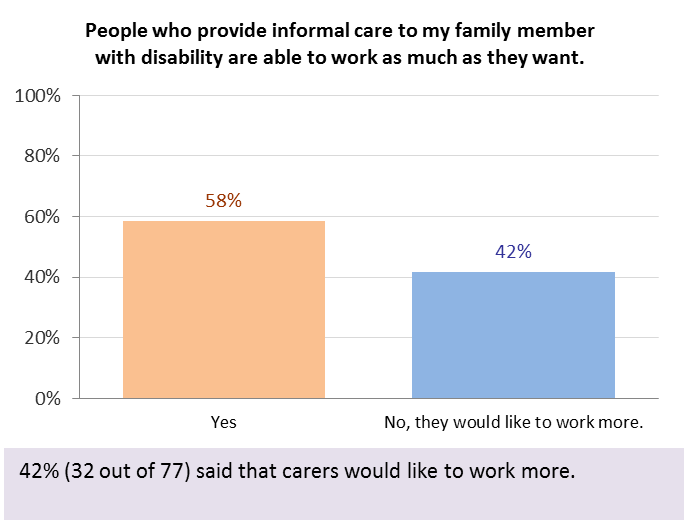 People who provide informal care to my family member
with disability are able to work as much as they want.
100%
80%
60%
40%
20%
0%
58%
42%
Yes
No, they would like to work more.
42% (32 out of 77) said that carers would like to work more.